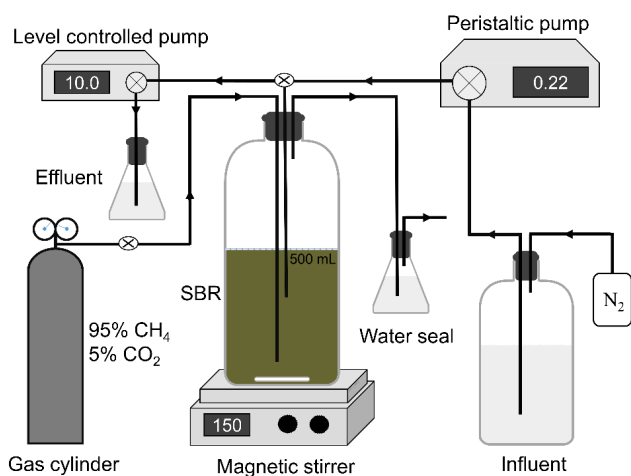 Level controlled pump
10.0
Peristaltic pump
0.22
Effluent
500 mL
SBR
95% CH₄
5% CO₂
Water seal
N₂
150
Gas cylinder
Magnetic stirrer
Influent